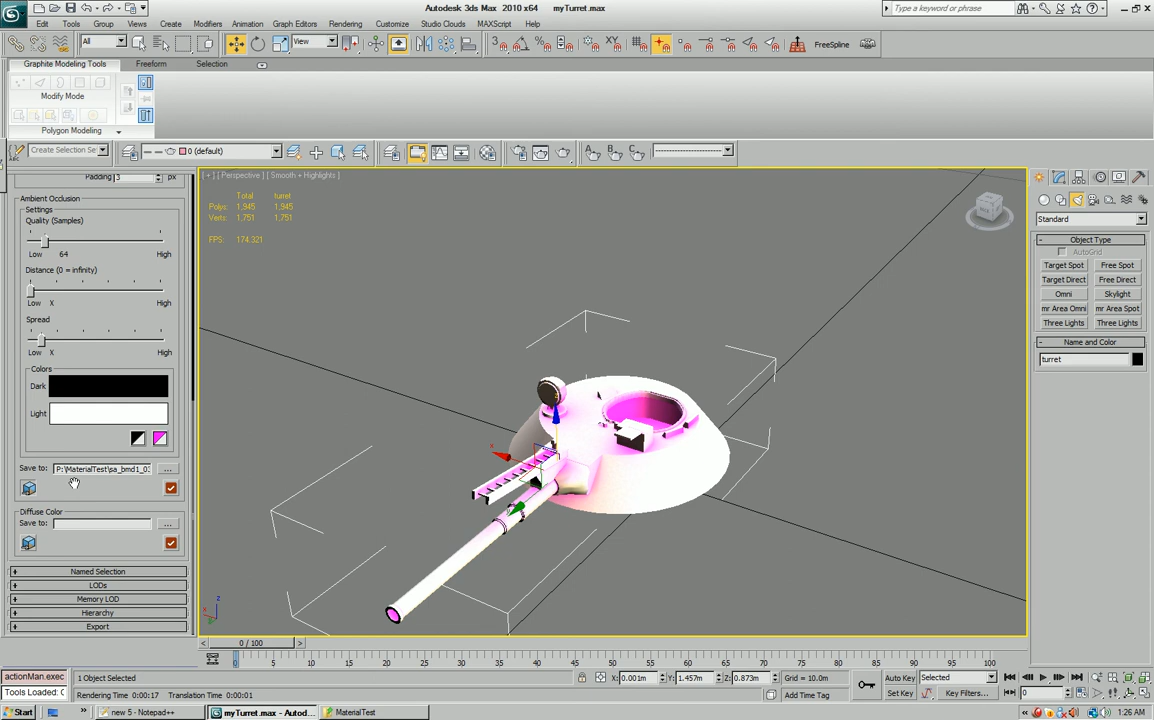 Autodesk 3ds Max 2010 x64 myTurret.max
Type a keyword or phrase
Edit Tools Group Views Create Modifiers Animation Graph Editors Rendering Customize Studio Clouds MAXScript Help
All View FreeSpline
Graphite Modeling Tools Freeform Selection
Modify Mode
Polygon Modeling
Create Selection Se 0 (default)
Padding 3 px
Ambient Occlusion
Settings
Quality (Samples)
Low 64 High
Distance (0 = infinity)
Low X High
Spread
Low X High
Colors
Dark
Light
Save to: P:\MaterialTest\sa_bmd1_03
...
Diffuse Color
Save to:
...
+ Named Selection
+ LODs
+ Memory LOD
+ Hierarchy
+ Export
[ + ] [ Perspective ] [ Smooth + Highlights ]
Total turret
Polys: 1,945 1,945
Verts: 1,751 1,751
FPS: 174.321
x
x y
z
Standard
- Object Type
AutoGrid
Target Spot Free Spot
Target Direct Free Direct
Omni Skylight
mr Area Omni mr Area Spot
Three Lights Three Lights
- Name and Color
turret
< 0 / 100 >
0 5 10 15 20 25 30 35 40 45 50 55 60 65 70 75 80 85 90 95 100
actionMan.exec 1 Object Selected X: 0.001m Y: 1.457m Z: 0.873m Grid = 10.0m Auto Key Selected
Tools Loaded: Rendering Time 0:00:17 Translation Time 0:00:01 Add Time Tag Set Key Key Filters... 0
Start new 5 - Notepad++ myTurret.max - Autod... MaterialTest 1:26 AM